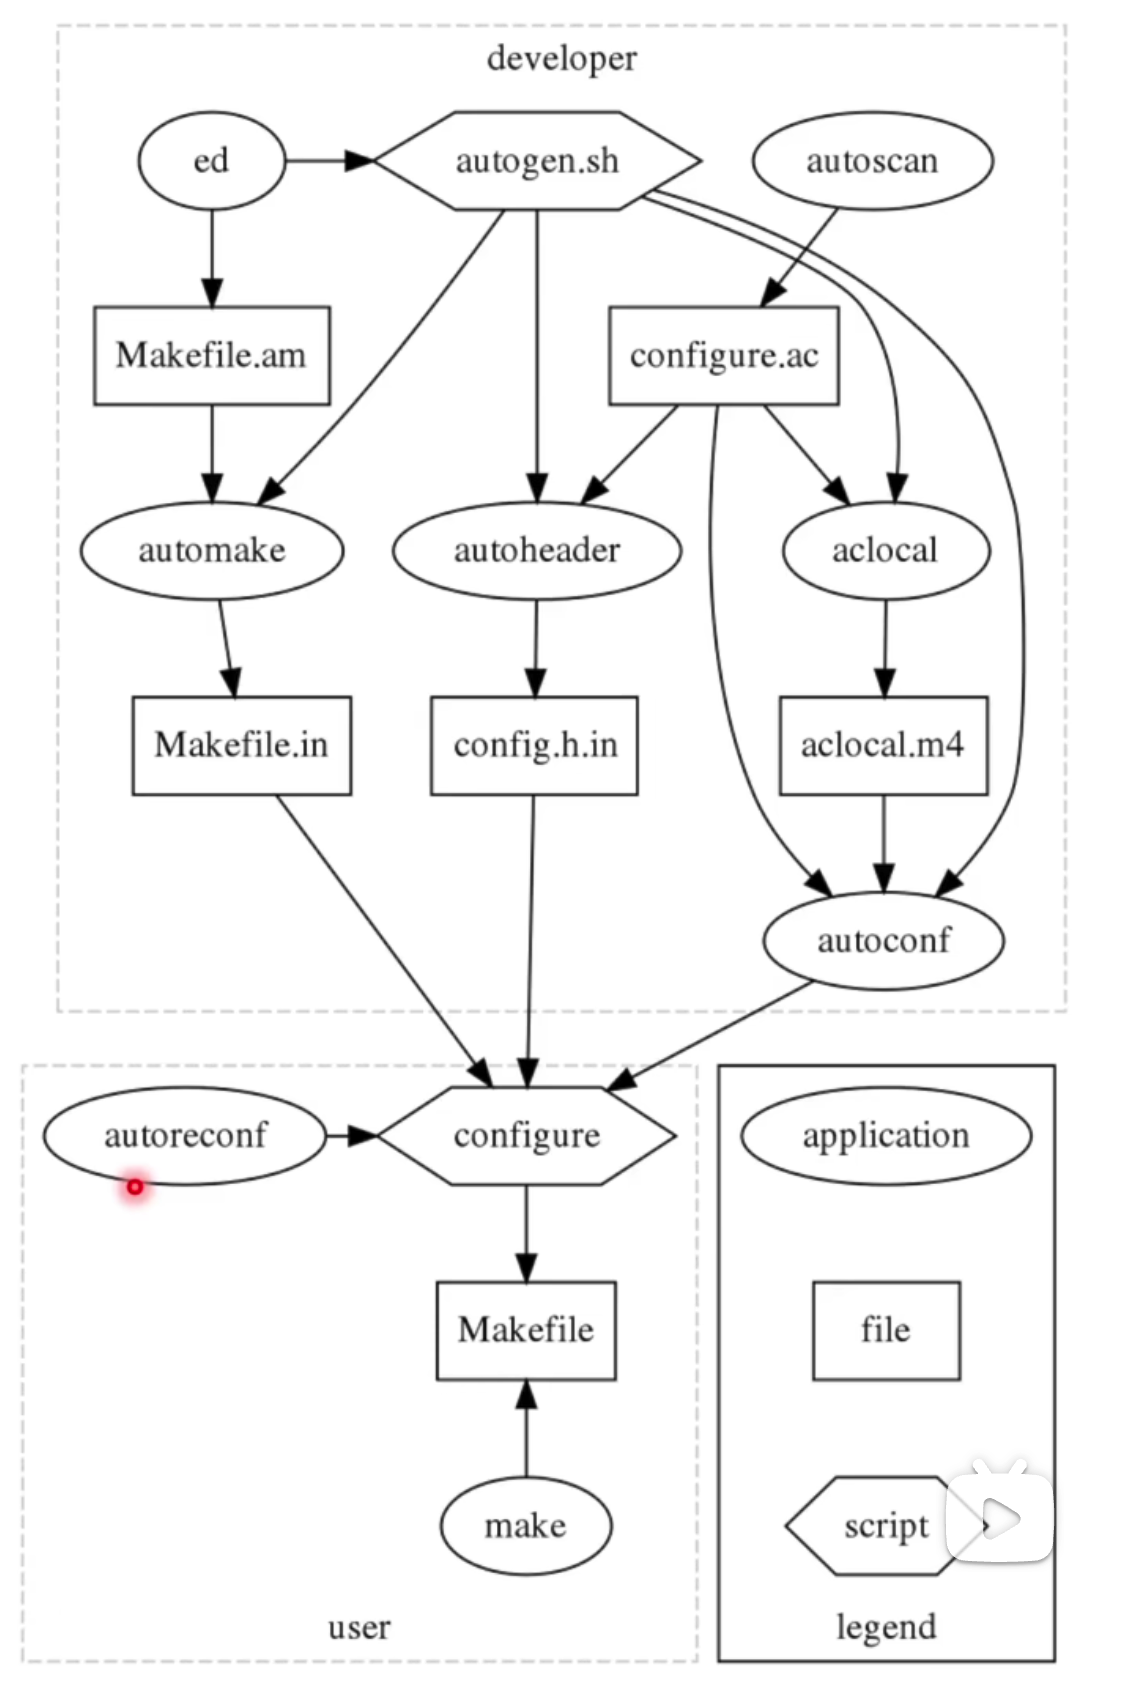 developer
ed
autogen.sh
autoscan
Makefile.am
configure.ac
automake
autoheader
aclocal
Makefile.in
config.h.in
aclocal.m4
autoconf
autoreconf
configure
application
Makefile
file
make
script
user
legend